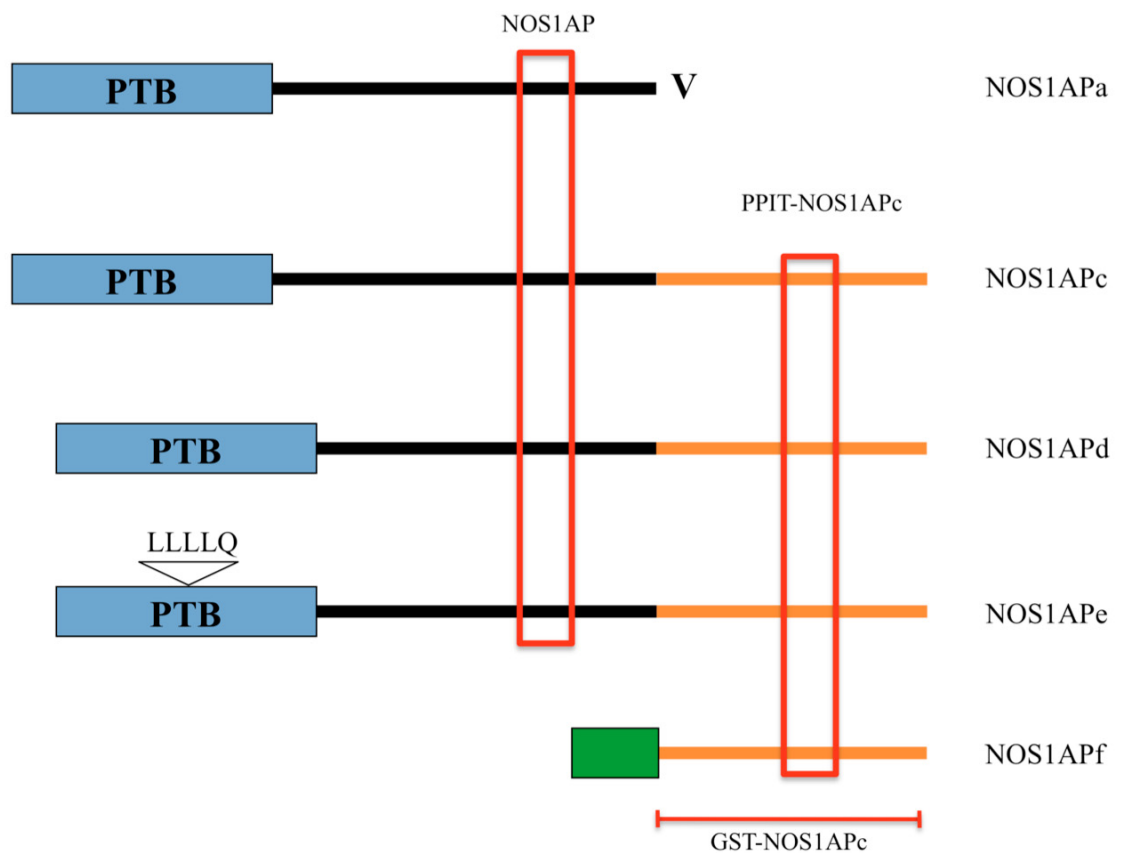 NOS1AP
PTB
V
NOS1APa
PPIT-NOS1APc
PTB
NOS1APc
PTB
NOS1APd
LLLLQ
PTB
NOS1APe
NOS1APf
GST-NOS1APc